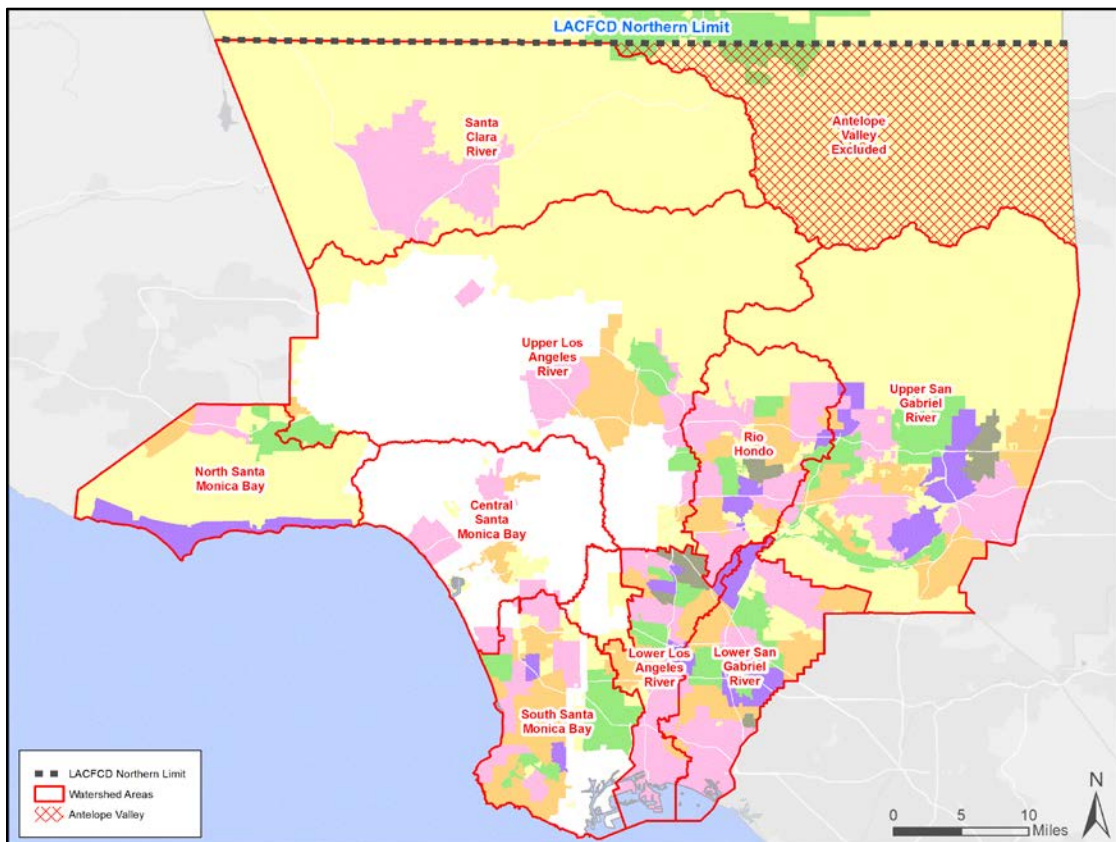 LACFCD Northern Limit
Santa
Clara
River
Antelope
Valley
Excluded
Upper Los
Angeles
River
Upper San
Gabriel
River
Rio
Hondo
North Santa
Monica Bay
Central
Santa
Monica Bay
Lower Los
Angeles
River
Lower San
Gabriel
River
South Santa
Monica Bay
LACFCD Northern Limit
Watershed Areas
Antelope Valley
N
0 5 10
Miles